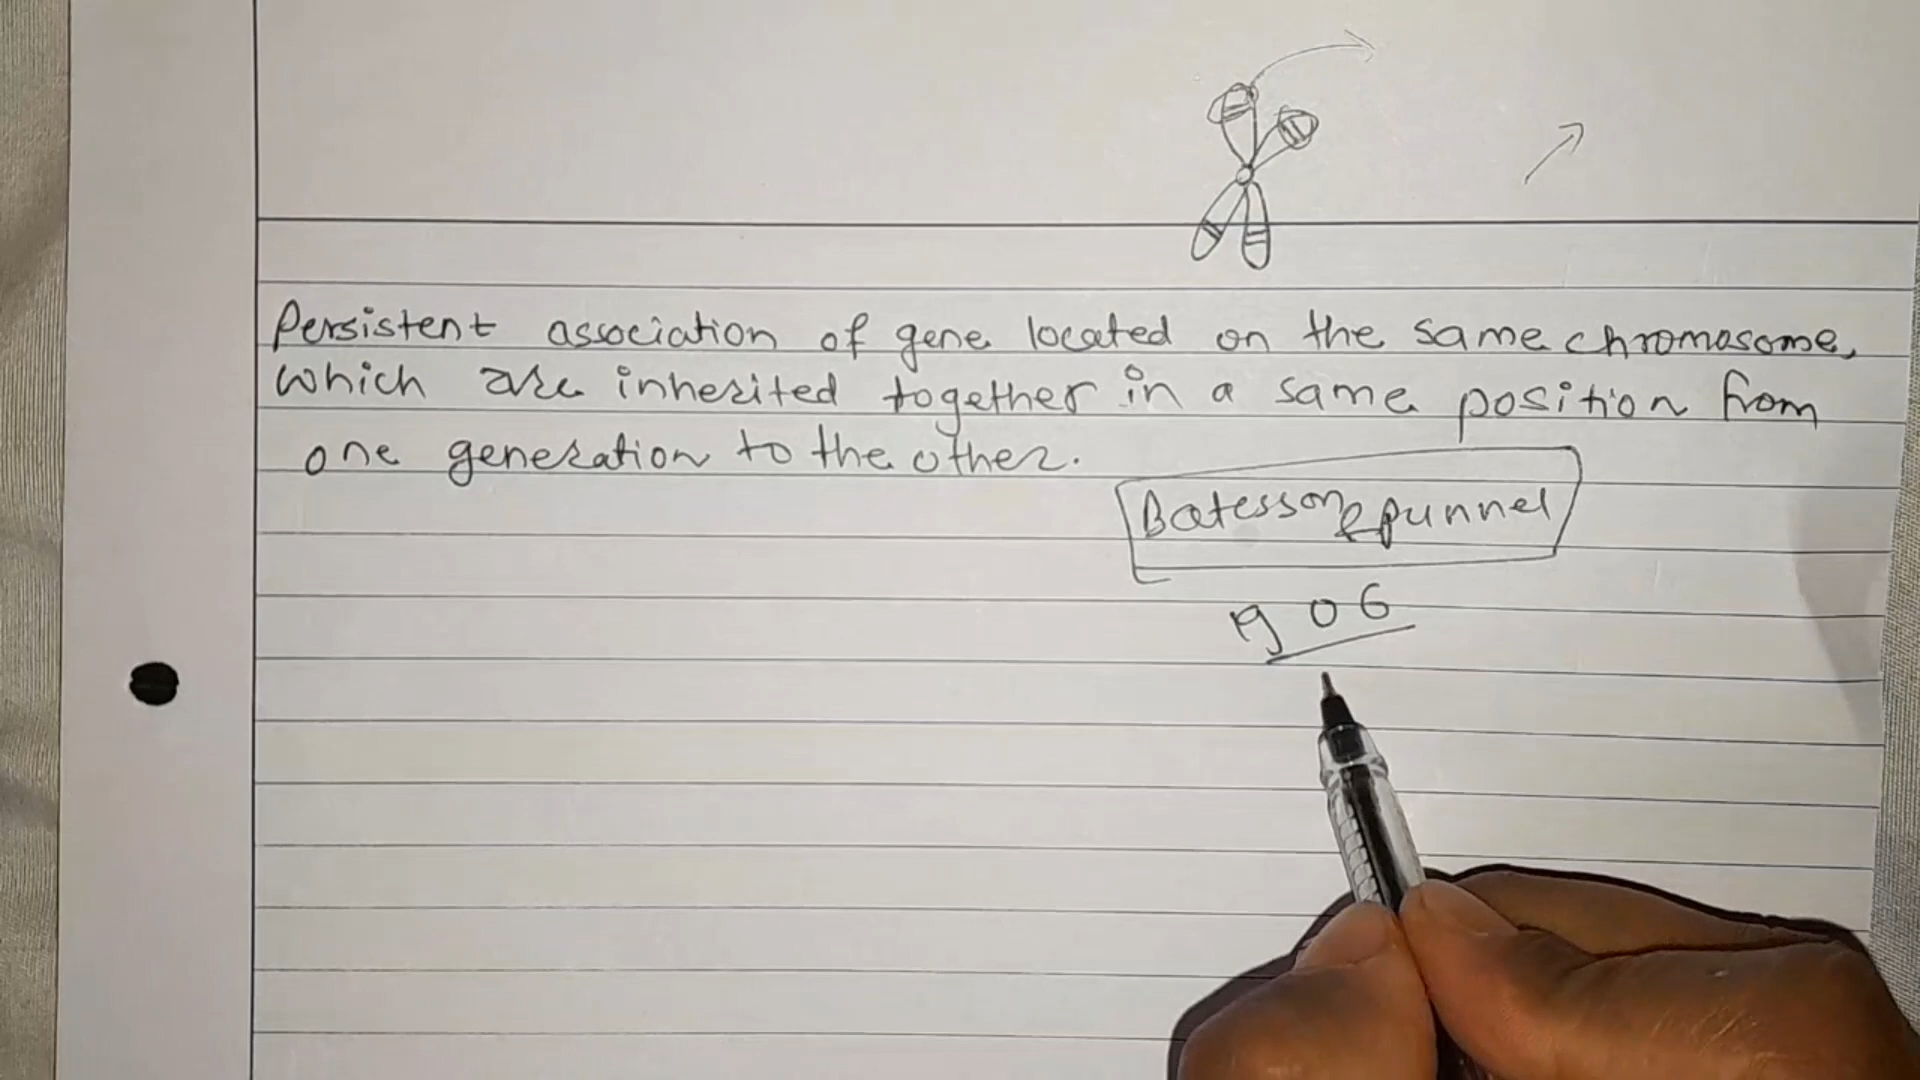 Persistent association of gene located on the same chromosome,
which are inherited together in a same position from
one generation to the other.
Batesson & punnel
1906